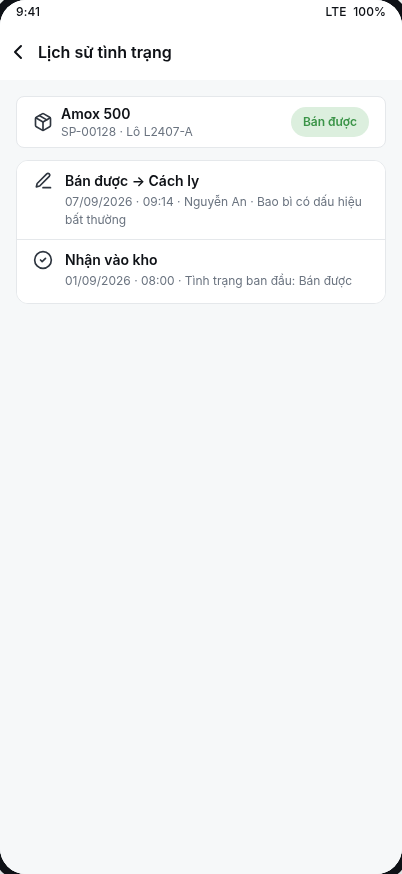 9:41
LTE 100%
Lịch sử tình trạng
Amox 500
SP-00128 · Lô L2407-A
Bán được
Bán được → Cách ly
07/09/2026 · 09:14 · Nguyễn An · Bao bì có dấu hiệu
bất thường
Nhận vào kho
01/09/2026 · 08:00 · Tình trạng ban đầu: Bán được